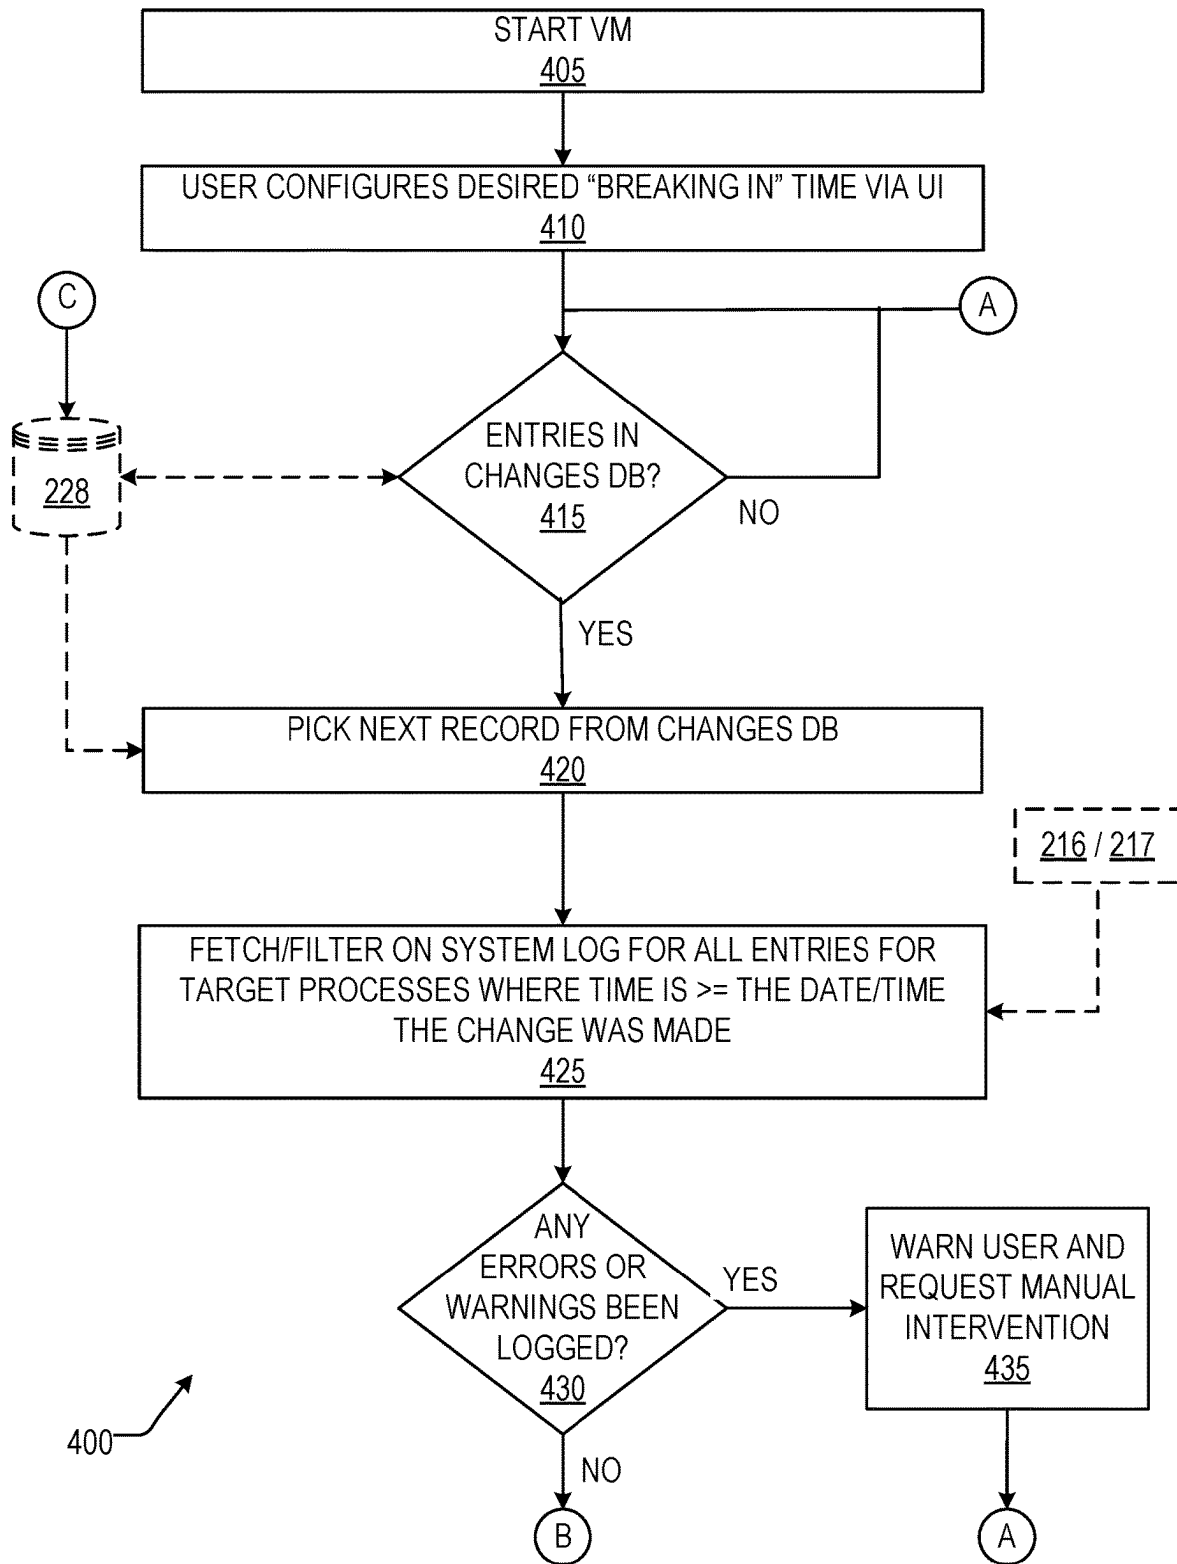 START VM
405
USER CONFIGURES DESIRED “BREAKING IN” TIME VIA UI
410
C
A
ENTRIES IN
CHANGES DB?
415
228
NO
YES
PICK NEXT RECORD FROM CHANGES DB
420
216 / 217
FETCH/FILTER ON SYSTEM LOG FOR ALL ENTRIES FOR
TARGET PROCESSES WHERE TIME IS >= THE DATE/TIME
THE CHANGE WAS MADE
425
ANY
ERRORS OR
WARNINGS BEEN
LOGGED?
430
YES
WARN USER AND
REQUEST MANUAL
INTERVENTION
435
400
NO
B
A